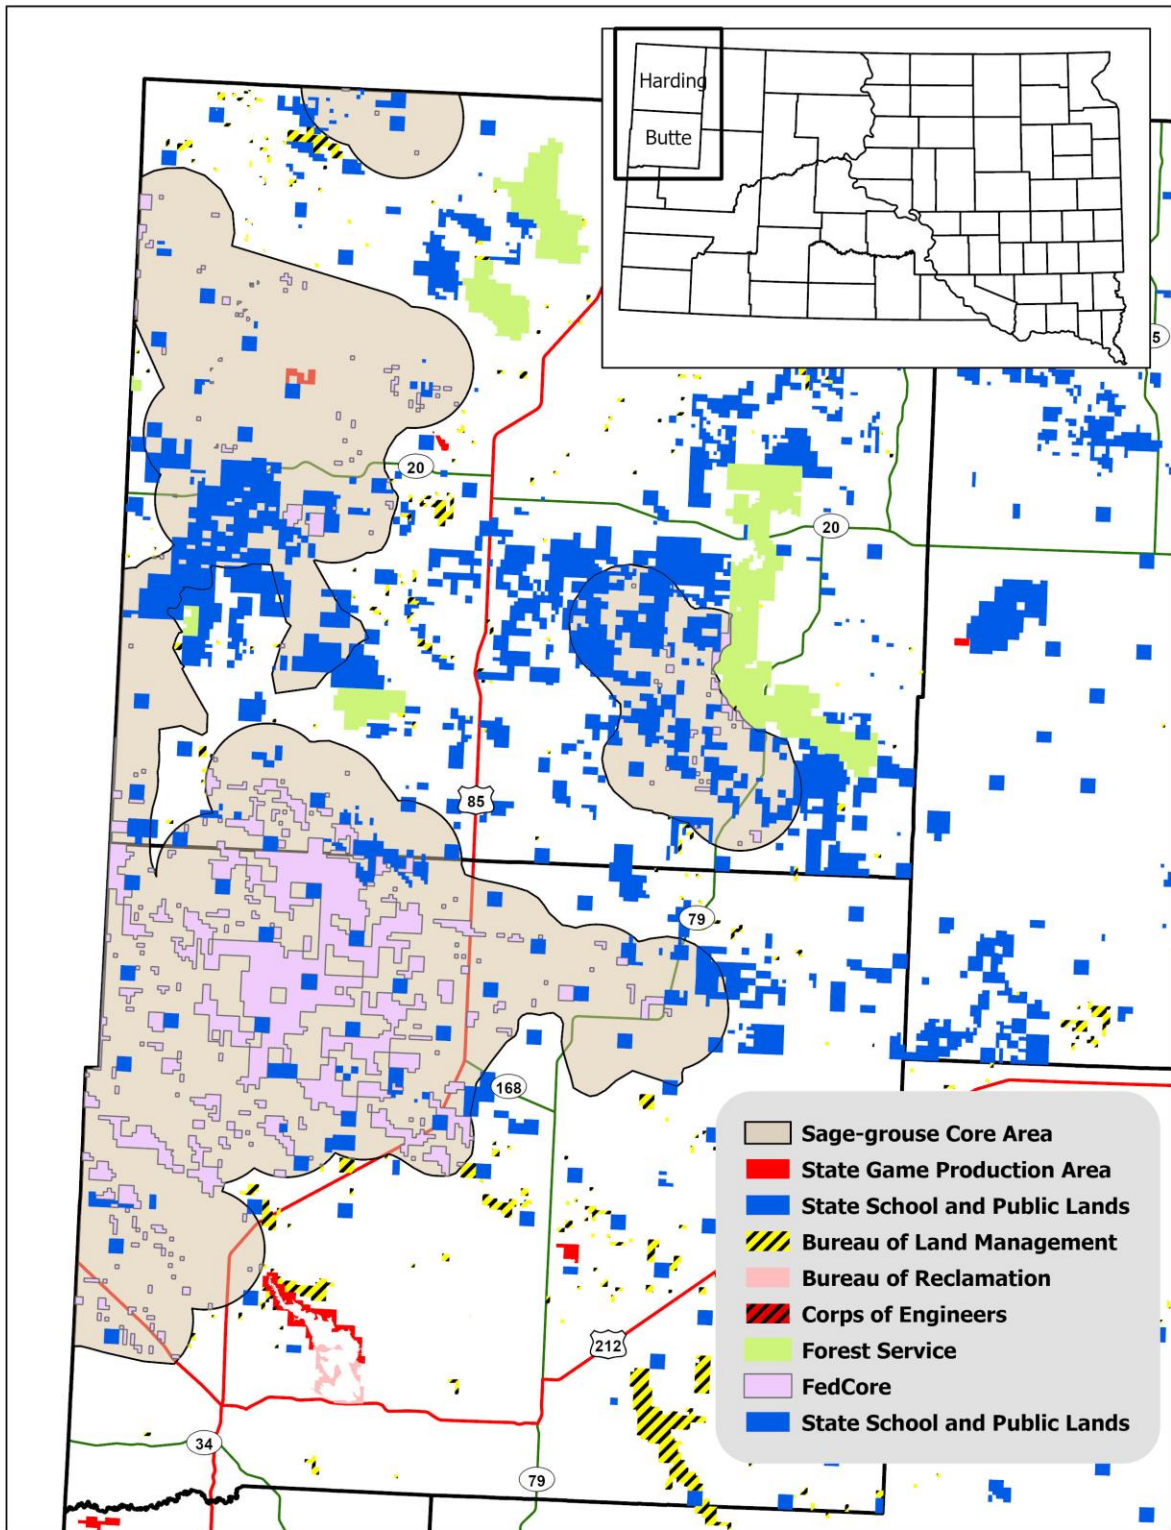 Harding
Butte
5
20
20
85
79
168
Sage-grouse Core Area
State Game Production Area
State School and Public Lands
Bureau of Land Management
Bureau of Reclamation
Corps of Engineers
Forest Service
FedCore
State School and Public Lands
212
34
79